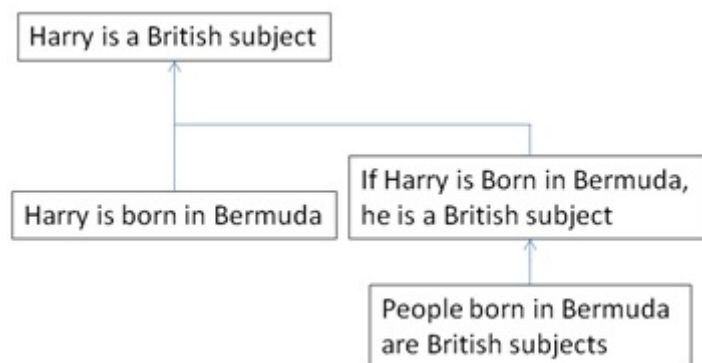 Harry is a British subject
Harry is born in Bermuda
If Harry is Born in Bermuda,
he is a British subject
People born in Bermuda
are British subjects